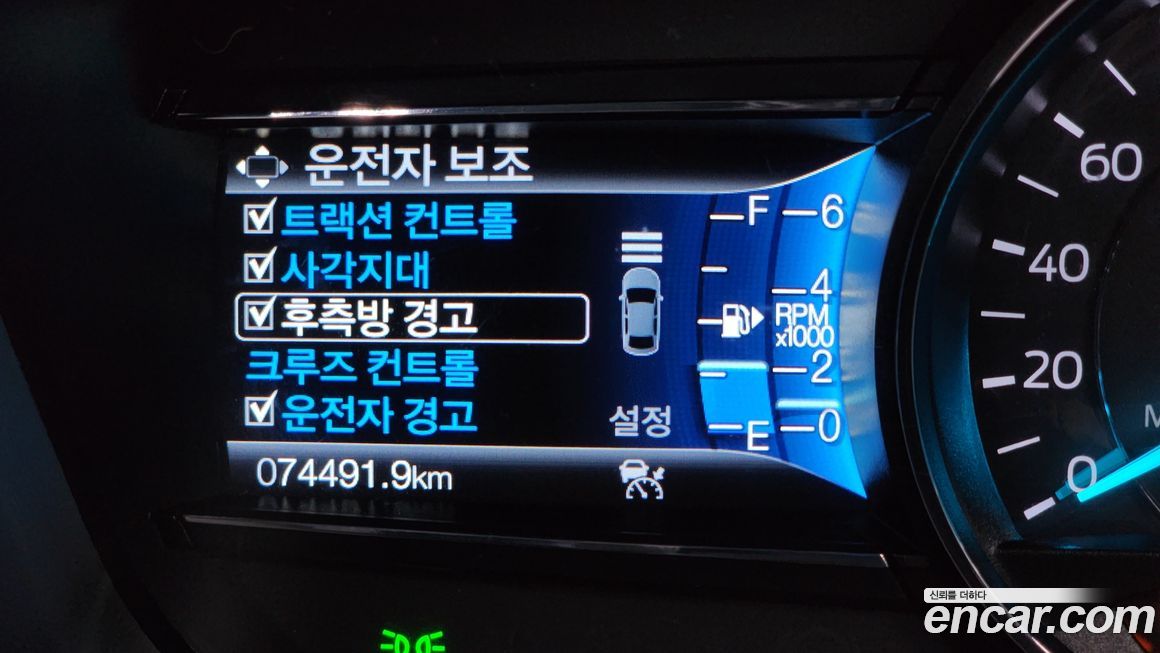 운전자 보조
트랙션 컨트롤
사각지대
후측방 경고
크루즈 컨트롤
운전자 경고
설정
074491.9km
F
E
6
4
RPM
x1000
2
0
60
40
20
0
M
신뢰를 더하다
encar.com